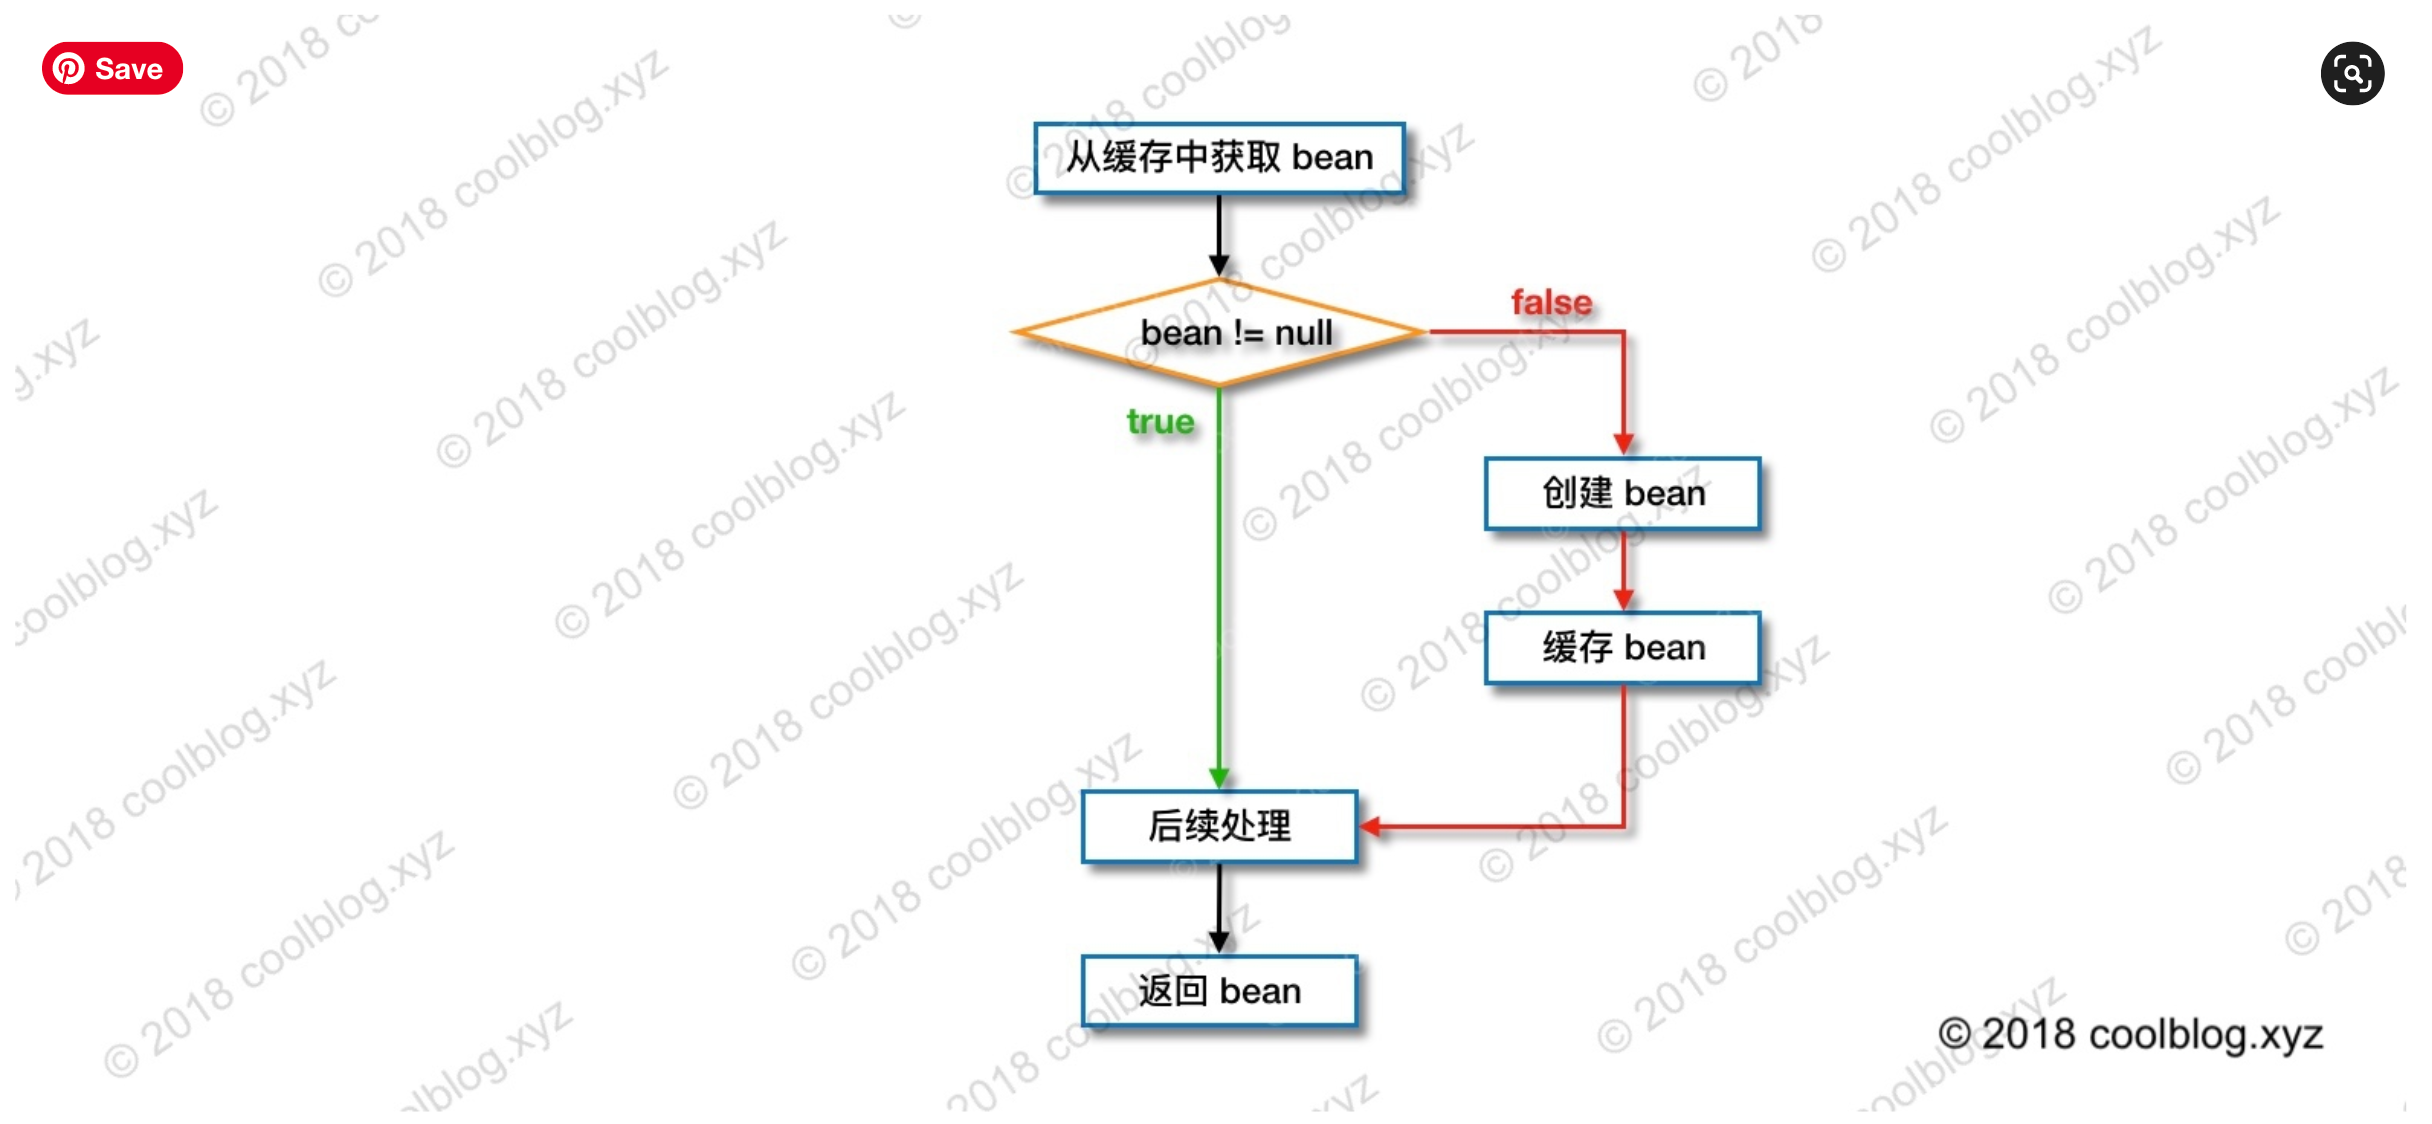 Save
从缓存中获取 bean
bean != null
false
true
创建 bean
缓存 bean
后续处理
返回 bean
© 2018 coolblog.xyz